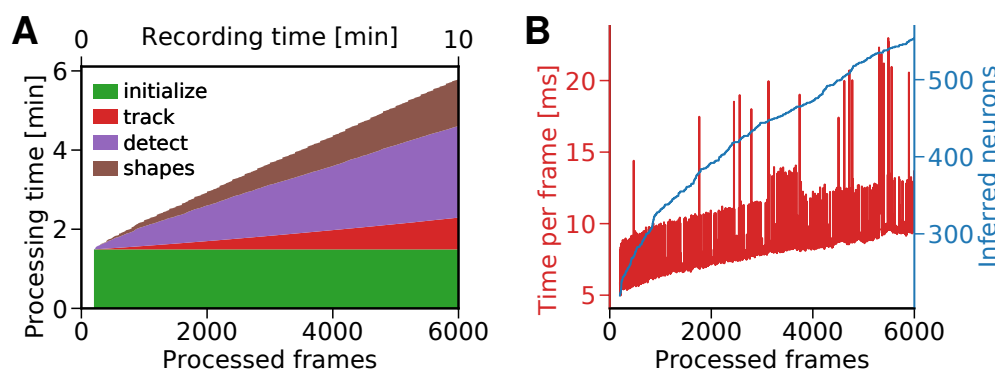 A
Recording time [min]
0
10
Processing time [min]
6
4
2
0
initialize
track
detect
shapes
0
2000
4000
6000
Processed frames
B
Time per frame [ms]
20
15
10
5
Inferred neurons
500
400
300
0
2000
4000
6000
Processed frames